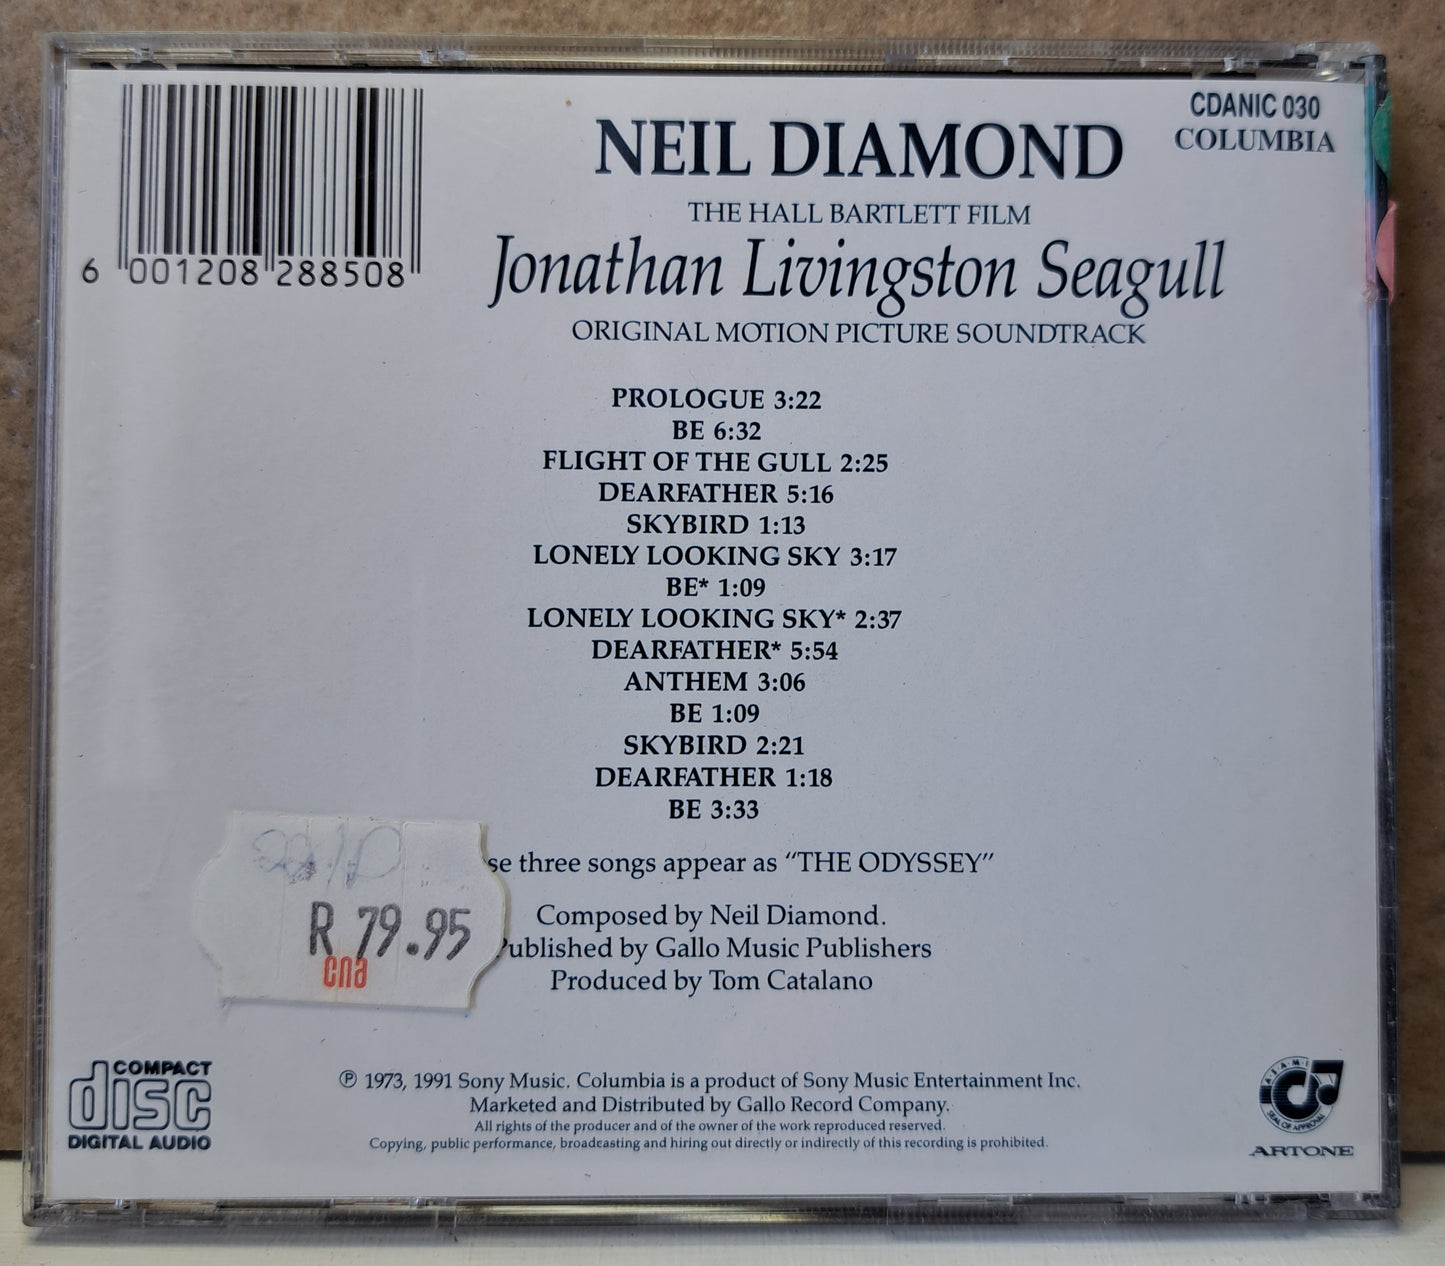 CDANIC 030
COLUMBIA
6 001208 288508
NEIL DIAMOND
THE HALL BARTLETT FILM
Jonathan Livingston Seagull
ORIGINAL MOTION PICTURE SOUNDTRACK
PROLOGUE 3:22
BE 6:32
FLIGHT OF THE GULL 2:25
DEARFATHER 5:16
SKYBIRD 1:13
LONELY LOOKING SKY 3:17
BE* 1:09
LONELY LOOKING SKY* 2:37
DEARFATHER* 5:54
ANTHEM 3:06
BE 1:09
SKYBIRD 2:21
DEARFATHER 1:18
BE 3:33
three songs appear as “THE ODYSSEY”
Composed by Neil Diamond.
Published by Gallo Music Publishers
Produced by Tom Catalano
R 79.95
cna
COMPACT
disc
DIGITAL AUDIO
℗ 1973, 1991 Sony Music. Columbia is a product of Sony Music Entertainment Inc.
Marketed and Distributed by Gallo Record Company.
All rights of the producer and of the owner of the work reproduced reserved.
Copying, public performance, broadcasting and hiring out directly or indirectly of this recording is prohibited.
A·S·A·M·I
SEAL OF APPROVAL
ARTONE